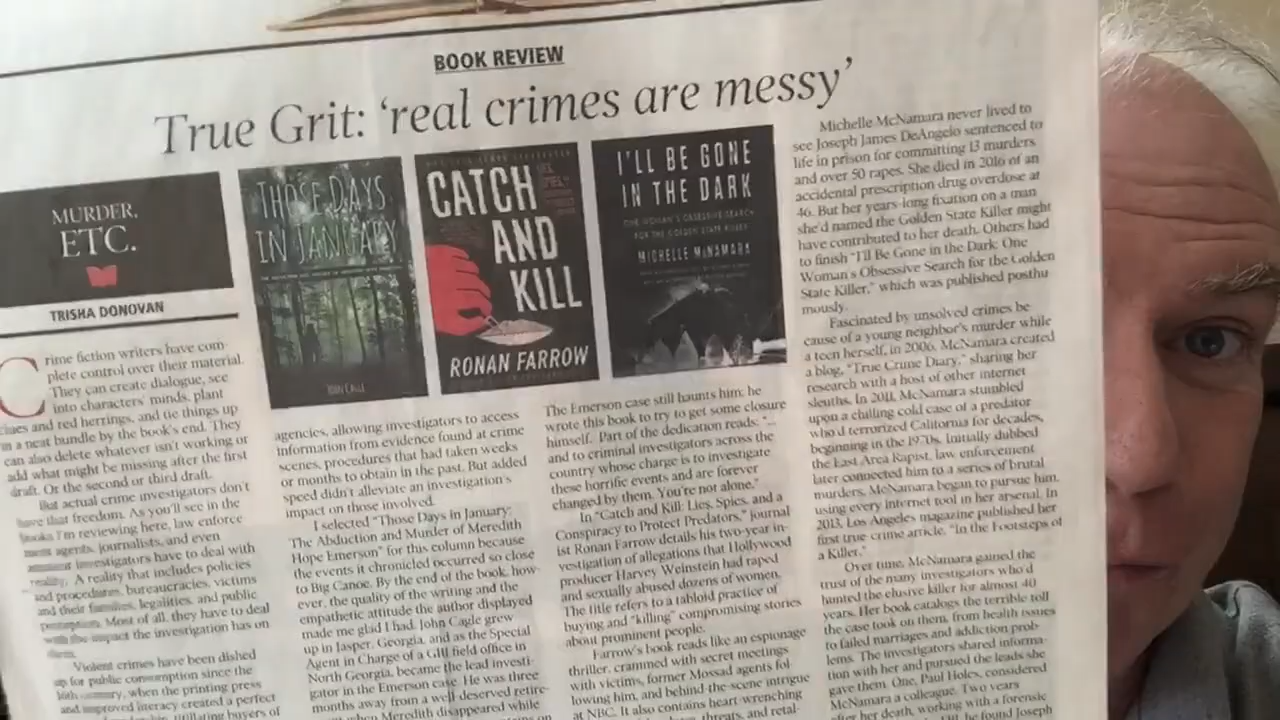 BOOK REVIEW
True Grit: 'real crimes are messy'
MURDER,
ETC.
TRISHA DONOVAN
Crime fiction writers have com-
plete control over their material.
They can create dialogue, see
into characters' minds, plant
clues and red herrings, and tie things up
in a neat bundle by the book's end. They
can also delete whatever isn't working or
add what might be missing after the first
draft. Or the second or third draft.
But actual crime investigators don't
have that freedom. As you'll see in the
books I'm reviewing here, law enforce
ment agents, journalists, and even
amateur investigators have to deal with
reality. A reality that includes policies
and procedures, bureaucracies, victims
and their families, legalities, and public
perception. Most of all, they have to deal
with the impact the investigation has on
them.
Violent crimes have been dished
up for public consumption since the
16th century, when the printing press
and improved literacy created a perfect
buyers of
THOSE DAYS
IN JANUARY
JOHN CAGLE
CATCH
AND
KILL
RONAN FARROW
I'LL BE GONE
IN THE DARK
ONE WOMAN'S OBSESSIVE SEARCH
FOR THE GOLDEN STATE KILLER
MICHELLE McNAMARA
agencies, allowing investigators to access
information from evidence found at crime
scenes, procedures that had taken weeks
or months to obtain in the past. But added
speed didn't alleviate an investigation's
impact on those involved.
I selected "Those Days in January:
The Abduction and Murder of Meredith
Hope Emerson" for this column because
the events it chronicled occurred so close
to Big Canoe. By the end of the book, how-
ever, the quality of the writing and the
empathetic attitude the author displayed
made me glad I had. John Cagle grew
up in Jasper, Georgia, and as the Special
Agent in Charge of a GBI field office in
North Georgia, became the lead investi-
gator in the Emerson case. He was three
months away from a well-deserved retire-
when Meredith disappeared while
on
The Emerson case still haunts him; he
wrote this book to try to get some closure
himself. Part of the dedication reads: "...
and to criminal investigators across the
country whose charge is to investigate
these horrific events and are forever
changed by them. You're not alone."
In "Catch and Kill: Lies, Spies, and a
Conspiracy to Protect Predators," journal
ist Ronan Farrow details his two-year in-
vestigation of allegations that Hollywood
producer Harvey Weinstein had raped
and sexually abused dozens of women.
The title refers to a tabloid practice of
buying and "killing" compromising stories
about prominent people.
Farrow's book reads like an espionage
thriller, crammed with secret meetings
with victims, former Mossad agents fol-
lowing him, and behind-the-scene intrigue
at NBC. It also contains heart-wrenching
threats, and retal-
Michelle McNamara never lived to
see Joseph James DeAngelo sentenced to
life in prison for committing 13 murders
and over 50 rapes. She died in 2016 of an
accidental prescription drug overdose at
46. But her years-long fixation on a man
she'd named the Golden State Killer might
have contributed to her death. Others had
to finish "I'll Be Gone in the Dark: One
Woman's Obsessive Search for the Golden
State Killer," which was published posthu
mously.
Fascinated by unsolved crimes be
cause of a young neighbor's murder while
a teen herself, in 2006, McNamara created
a blog, "True Crime Diary," sharing her
research with a host of other internet
sleuths. In 2011, McNamara stumbled
upon a chilling cold case of a predator
who'd terrorized California for decades,
beginning in the 1970s. Initially dubbed
the East Area Rapist, law enforcement
later connected him to a series of brutal
murders. McNamara began to pursue him,
using every internet tool in her arsenal. In
2013, Los Angeles magazine published her
first true crime article, "In the Footsteps of
a Killer."
Over time, McNamara gained the
trust of the many investigators who'd
hunted the elusive killer for almost 40
years. Her book catalogs the terrible toll
the case took on them, from health issues
to failed marriages and addiction prob-
lems. The investigators shared informa-
tion with her and pursued the leads she
gave them. One, Paul Holes, considered
McNamara a colleague. Two years
after her death, working with a forensic
he found Joseph